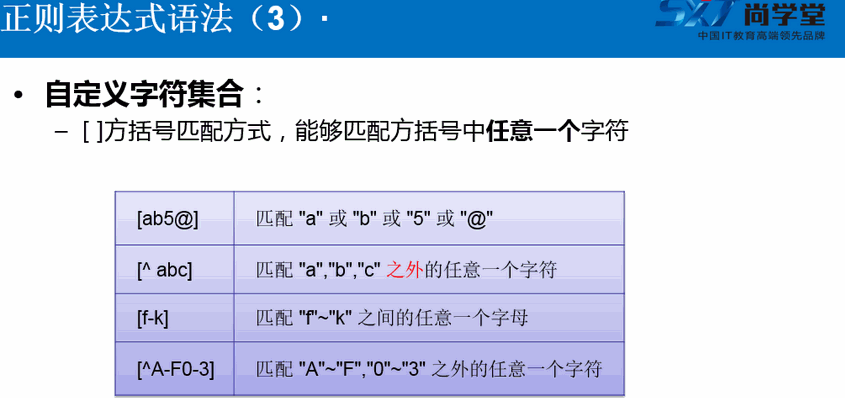 正则表达式语法（3）·
SXT 尚学堂
中国IT教育高端领先品牌
• 自定义字符集合：
– [ ]方括号匹配方式，能够匹配方括号中任意一个字符
[ab5@] 匹配 "a" 或 "b" 或 "5" 或 "@"
[^ abc] 匹配 "a","b","c" 之外的任意一个字符
[f-k] 匹配 "f"~"k" 之间的任意一个字母
[^A-F0-3] 匹配 "A"~"F","0"~"3" 之外的任意一个字符